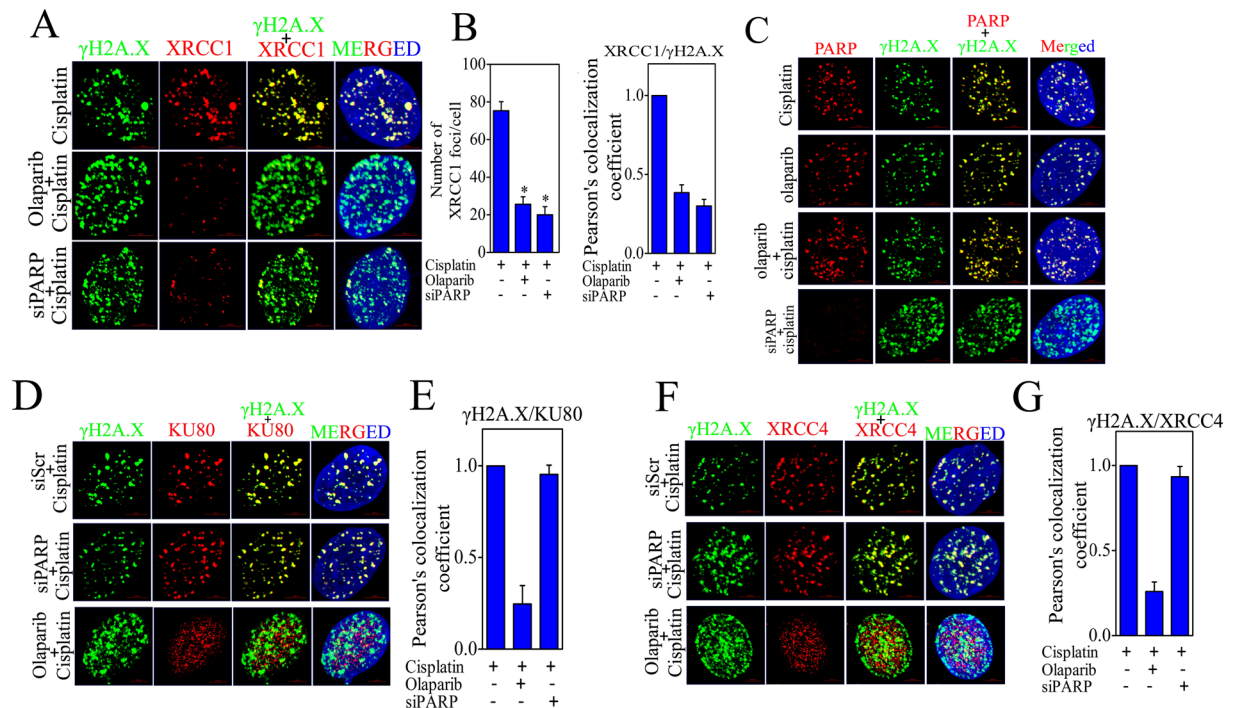 A
γH2A.X
XRCC1
γH2A.X
+
XRCC1
MERGED
Cisplatin
Olaparib
+
Cisplatin
siPARP
+
Cisplatin
B
Number of
XRCC1 foci/cell
100
80
60
40
20
0
*
*
Cisplatin + + +
Olaparib - + -
siPARP - - +
XRCC1/γH2A.X
Pearson's colocalization
coefficient
1.0
0.5
0.0
+ + +
- + -
- - +
C
PARP
γH2A.X
PARP
+
γH2A.X
Merged
Cisplatin
olaparib
olaparib
+
cisplatin
siPARP
+
cisplatin
D
γH2A.X
KU80
γH2A.X
+
KU80
MERGED
siScr
+
Cisplatin
siPARP
+
Cisplatin
Olaparib
+
Cisplatin
E
γH2A.X/KU80
Pearson's colocalization
coefficient
1.0
0.5
0.0
Cisplatin + + +
Olaparib - + -
siPARP - - +
F
γH2A.X
XRCC4
γH2A.X
+
XRCC4
MERGED
siScr
+
Cisplatin
siPARP
+
Cisplatin
Olaparib
+
Cisplatin
G
γH2A.X/XRCC4
Pearson's colocalization
coefficient
1.0
0.5
0.0
Cisplatin + + +
Olaparib - + -
siPARP - - +